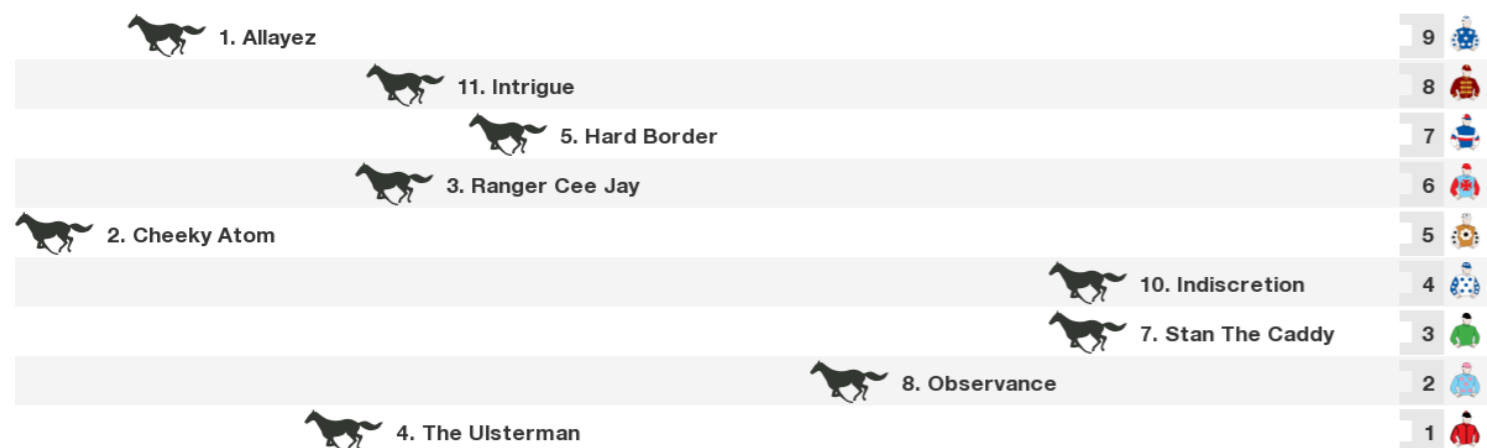 1. Allayez 9
11. Intrigue 8
5. Hard Border 7
3. Ranger Cee Jay 6
2. Cheeky Atom 5
10. Indiscretion 4
7. Stan The Caddy 3
8. Observance 2
4. The Ulsterman 1